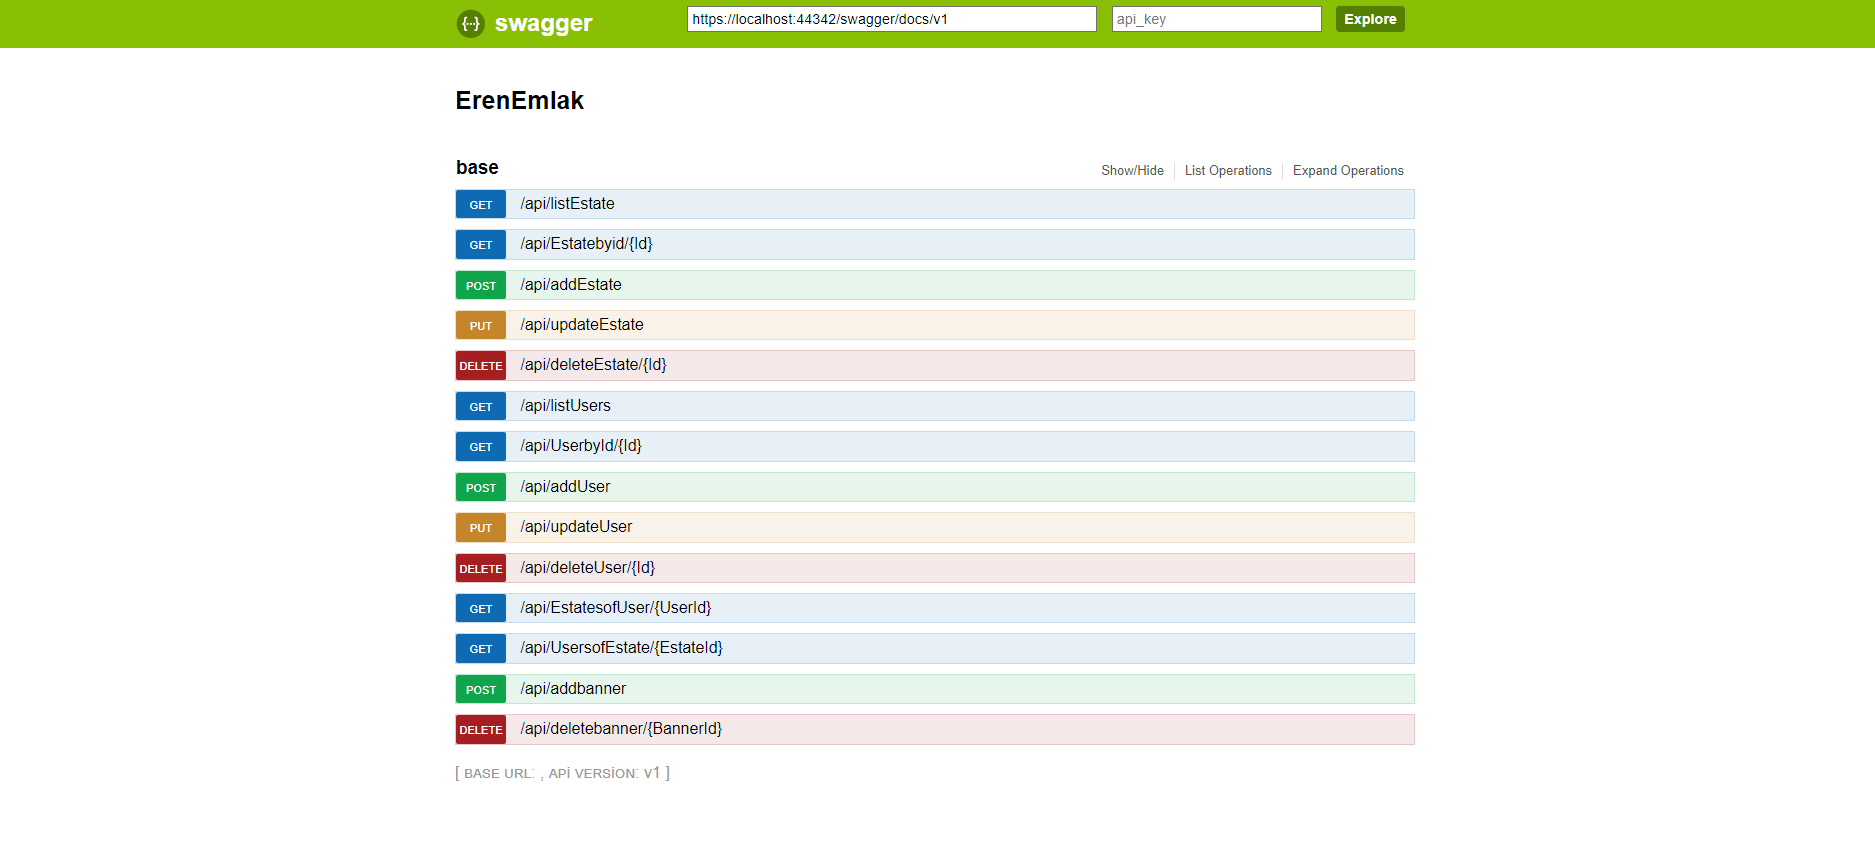 {···} swagger https://localhost:44342/swagger/docs/v1 api_key Explore
ErenEmlak
base Show/Hide List Operations Expand Operations
GET /api/listEstate
GET /api/Estatebyid/{Id}
POST /api/addEstate
PUT /api/updateEstate
DELETE /api/deleteEstate/{Id}
GET /api/listUsers
GET /api/UserbyId/{Id}
POST /api/addUser
PUT /api/updateUser
DELETE /api/deleteUser/{Id}
GET /api/EstatesofUser/{UserId}
GET /api/UsersofEstate/{EstateId}
POST /api/addbanner
DELETE /api/deletebanner/{BannerId}
[ BASE URL: , APİ VERSİON: v1 ]